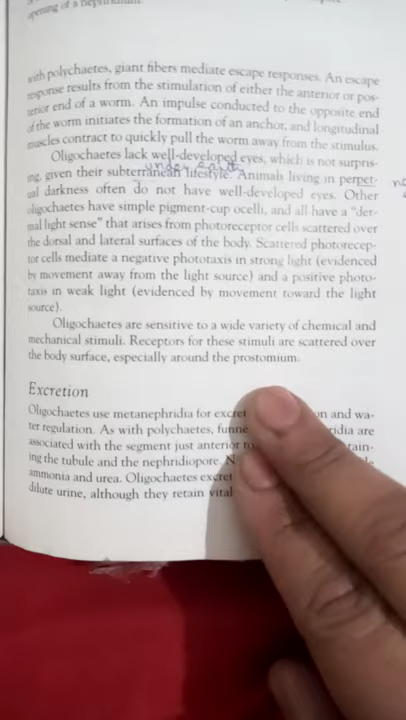 opening of a
with polychaetes, giant fibers mediate escape responses. An escape
response results from the stimulation of either the anterior or pos-
terior end of a worm. An impulse conducted to the opposite end
of the worm initiates the formation of an anchor, and longitudinal
muscles contract to quickly pull the worm away from the stimulus.
Oligochaetes lack well-developed eyes, which is not surpris-
under earth
ing, given their subterranean lifestyle. Animals living in perpet-
ual darkness often do not have well-developed eyes. Other
oligochaetes have simple pigment-cup ocelli, and all have a "der-
mal light sense" that arises from photoreceptor cells scattered over
the dorsal and lateral surfaces of the body. Scattered photorecep-
tor cells mediate a negative phototaxis in strong light (evidenced
by movement away from the light source) and a positive photo-
taxis in weak light (evidenced by movement toward the light
source).
Oligochaetes are sensitive to a wide variety of chemical and
mechanical stimuli. Receptors for these stimuli are scattered over
the body surface, especially around the prostomium.
Excretion
Oligochaetes use metanephridia for excret on and wa-
ter regulation. As with polychaetes, funne ridia are
associated with the segment just anterior to tain-
ing the tubule and the nephridiopore. N
ammonia and urea. Oligochaetes excret
dilute urine, although they retain vital